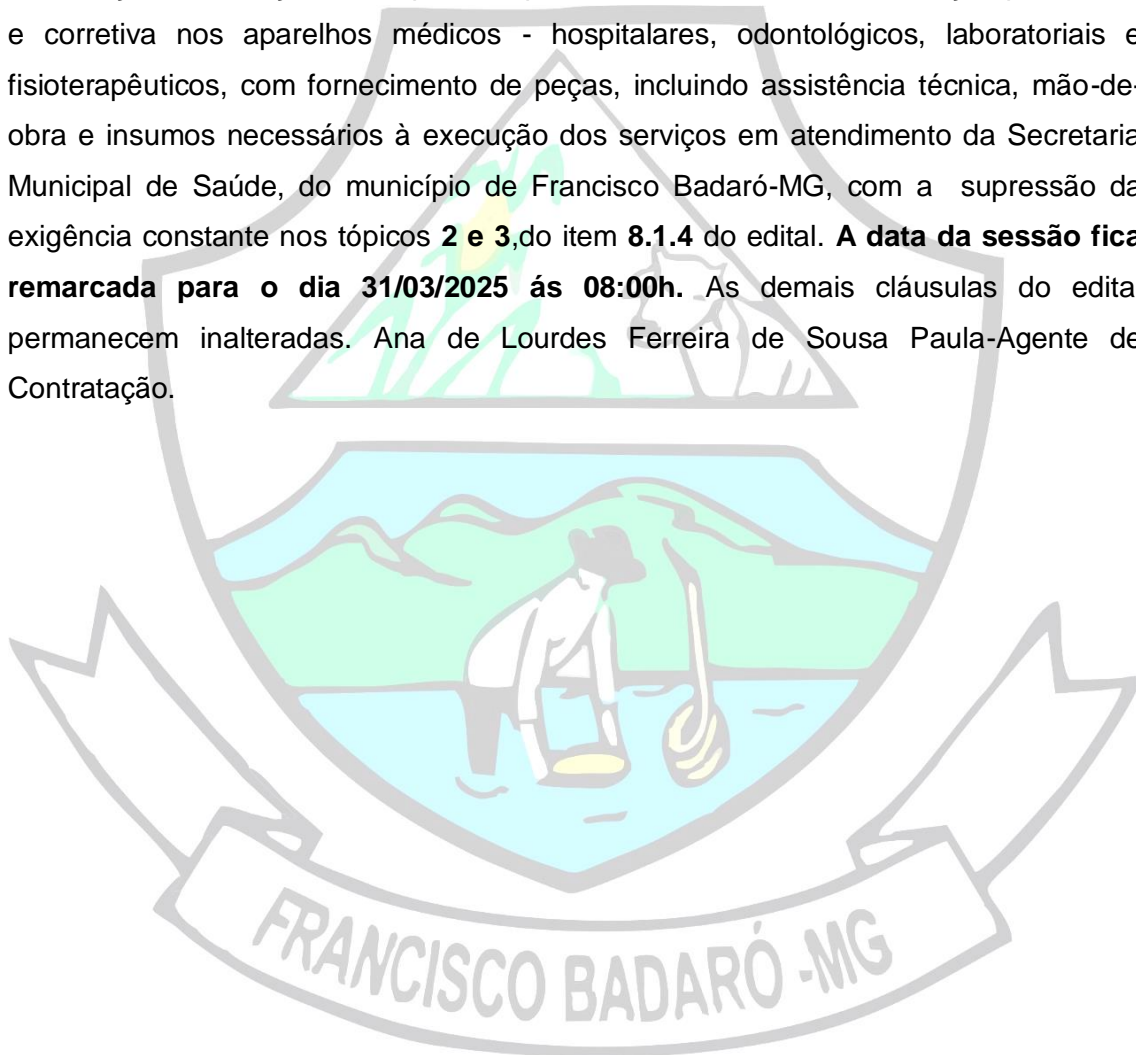 e corretiva nos aparelhos médicos - hospitalares, odontológicos, laboratoriais e
fisioterapêuticos, com fornecimento de peças, incluindo assistência técnica, mão-de-
obra e insumos necessários à execução dos serviços em atendimento da Secretaria
Municipal de Saúde, do município de Francisco Badaró-MG, com a supressão da
exigência constante nos tópicos 2 e 3,do item 8.1.4 do edital. A data da sessão fica
remarcada para o dia 31/03/2025 ás 08:00h. As demais cláusulas do edita
permanecem inalteradas. Ana de Lourdes Ferreira de Sousa Paula-Agente de
Contratação.
FRANCISCO BADARÓ -MG